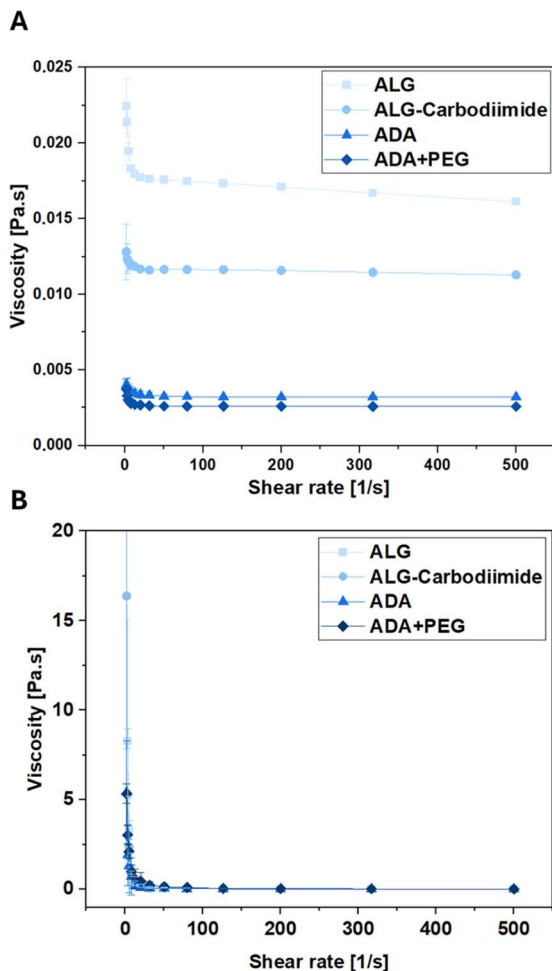 A
0.025
0.020
0.015
0.010
0.005
0.000
Viscosity [Pa.s]
ALG
ALG-Carbodiimide
ADA
ADA+PEG
0 100 200 300 400 500
Shear rate [1/s]
B
20
15
10
5
0
Viscosity [Pa.s]
ALG
ALG-Carbodiimide
ADA
ADA+PEG
0 100 200 300 400 500
Shear rate [1/s]